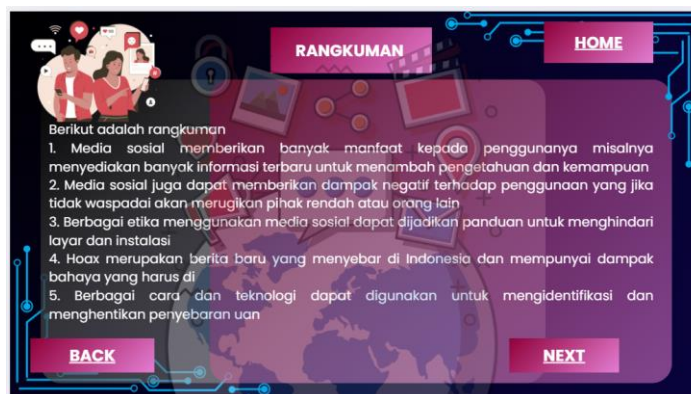 RANGKUMAN
HOME
Berikut adalah rangkuman
1. Media sosial memberikan banyak manfaat kepada penggunanya misalnya
menyediakan banyak informasi terbaru untuk menambah pengetahuan dan kemampuan
2. Media sosial juga dapat memberikan dampak negatif terhadap penggunaan yang jika
tidak waspadai akan merugikan pihak rendah atau orang lain
3. Berbagai etika menggunakan media sosial dapat dijadikan panduan untuk menghindari
layar dan instalasi
4. Hoax merupakan berita baru yang menyebar di Indonesia dan mempunyai dampak
bahaya yang harus di
5. Berbagai cara dan teknologi dapat digunakan untuk mengidentifikasi dan
menghentikan penyebaran uan
BACK
NEXT